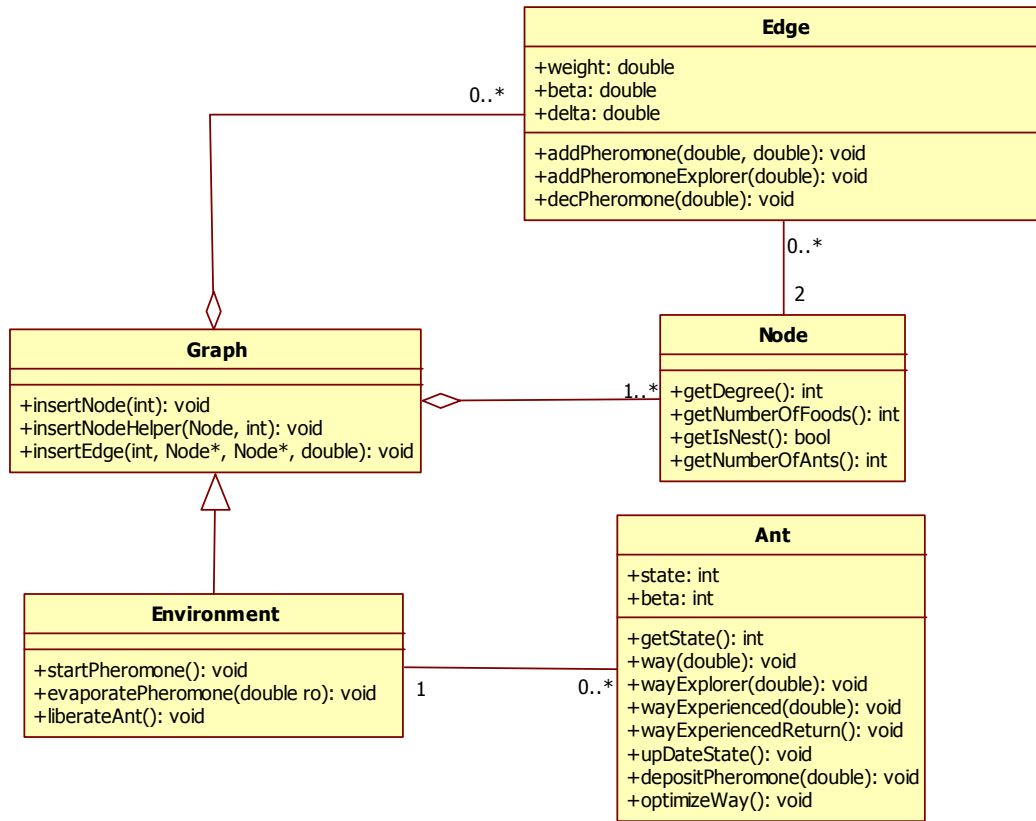 Edge
+weight: double
+beta: double
+delta: double
+addPheromone(double, double): void
+addPheromoneExplorer(double): void
+decPheromone(double): void
0..*
0..*
2
Graph
+insertNode(int): void
+insertNodeHelper(Node, int): void
+insertEdge(int, Node*, Node*, double): void
1..*
Node
+getDegree(): int
+getNumberOfFoods(): int
+getIsNest(): bool
+getNumberOfAnts(): int
Environment
+startPheromone(): void
+evaporatePheromone(double ro): void
+liberateAnt(): void
1
0..*
Ant
+state: int
+beta: int
+getState(): int
+way(double): void
+wayExplorer(double): void
+wayExperienced(double): void
+wayExperiencedReturn(): void
+upDateState(): void
+depositPheromone(double): void
+optimizeWay(): void